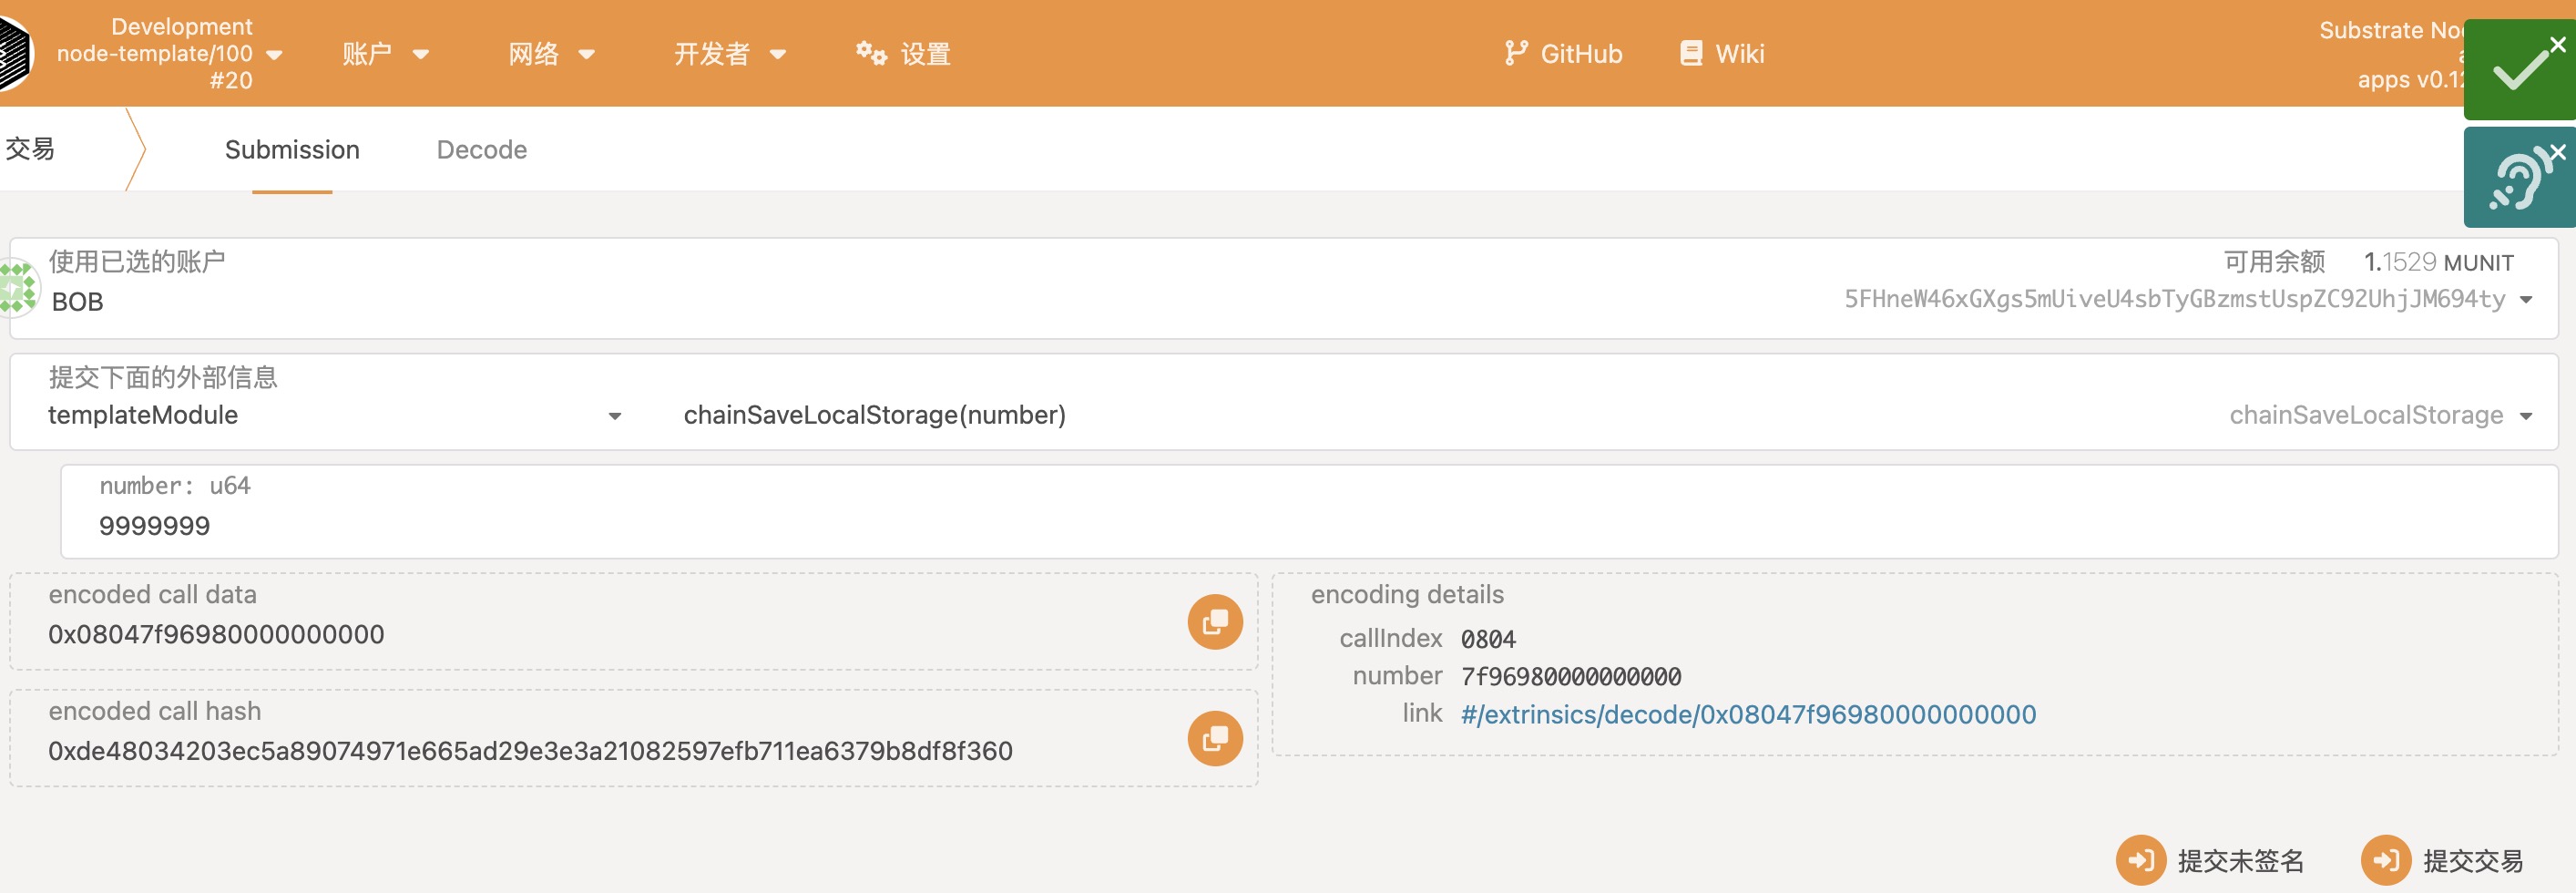 Development
node-template/100
#20
账户
网络
开发者
设置
GitHub
Wiki
Substrate No
apps v0.12
交易
Submission
Decode
使用已选的账户
BOB
可用余额 1.1529 MUNIT
5FHneW46xGXgs5mUiveU4sbTyGBzmstUspZC92UhjJM694ty
提交下面的外部信息
templateModule
chainSaveLocalStorage(number)
chainSaveLocalStorage
number: u64
9999999
encoded call data
0x08047f96980000000000
encoded call hash
0xde48034203ec5a89074971e665ad29e3e3a21082597efb711ea6379b8df8f360
encoding details
callIndex 0804
number 7f96980000000000
link #/extrinsics/decode/0x08047f96980000000000
提交未签名
提交交易